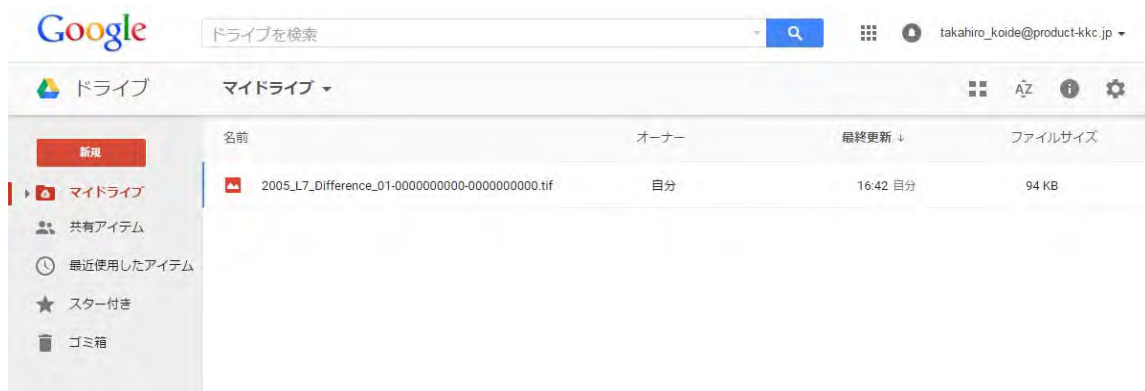 Google
ドライブを検索
takahiro_koide@product-kkc.jp
ドライブ
マイドライブ
AZ
新規
マイドライブ
共有アイテム
最近使用したアイテム
スター付き
ゴミ箱
名前 オーナー 最終更新 ↓ ファイルサイズ
2005_L7_Difference_01-0000000000-0000000000.tif 自分 16:42 自分 94 KB